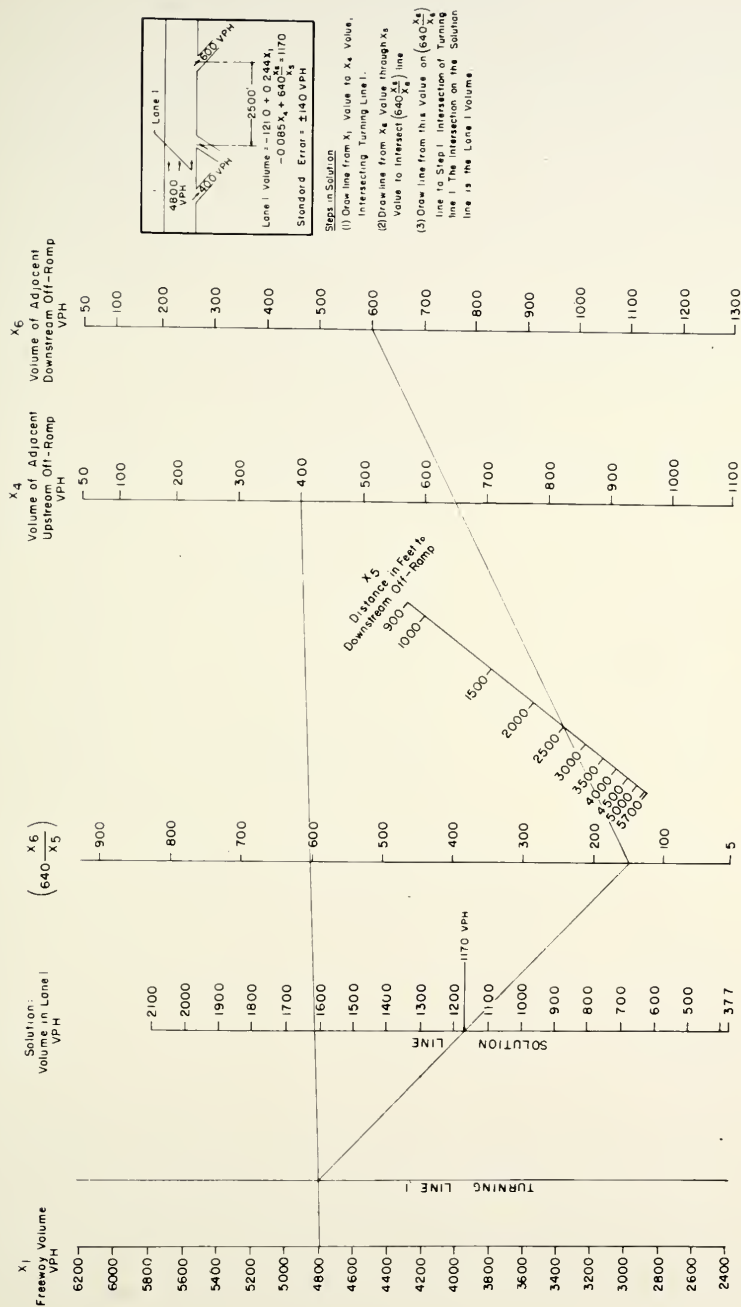 X1
Freeway Volume
VPH
6200
6000
5800
5600
5400
5200
5000
4800
4600
4400
4200
4000
3800
3600
3400
3200
3000
2800
2600
2400
TURNING LINE 1
Solution:
Volume in Lane 1
VPH
2100
2000
1900
1800
1700
1600
1500
1400
1300
1200
1100
1000
900
800
700
600
500
377
1170 VPH
SOLUTION LINE
(640 X6/X5)
900
800
700
600
500
400
300
200
100
5
X5
Distance in Feet to
Downstream Off-Ramp
900
1000
1500
2000
2500
3000
3500
4000
4500
5000
5700
X4
Volume of Adjacent
Upstream Off-Ramp
VPH
50
100
200
300
400
500
600
700
800
900
1000
1100
X6
Volume of Adjacent
Downstream Off-Ramp
VPH
50
100
200
300
400
500
600
700
800
900
1000
1100
1200
1300
Lane 1
4800
VPH
400 VPH
600 VPH
2500'
Lane 1 Volume = -121.0 + 0.244X1
-0.085X4 + 640 X6/X5 = 1170
Standard Error = ±140 VPH
Steps in Solution
(1) Draw line from X1 Value to X4 Value,
Intersecting Turning Line 1.
(2) Draw line from X6 Value through X5
Value to Intersect (640 X6/X5) line
(3) Draw line from this Value on (640 X6/X5)
line to Step 1 Intersection of Turning
line 1 The Intersection on the Solution
line is the Lane 1 Volume.